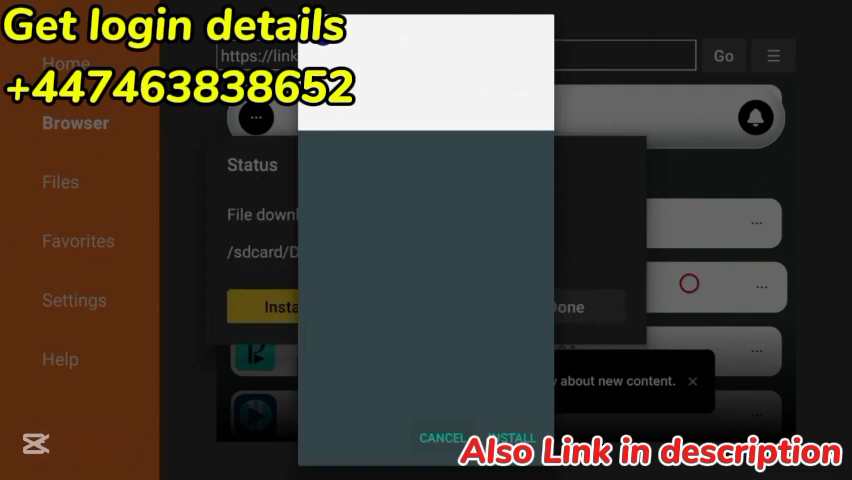 Get login details
+447463838652
Home
https://link
Go
Browser
Status
Files
File downl
Favorites
/sdcard/D
Settings
Insta
Done
Help
about new content.
CANCEL
INSTALL
Also Link in description